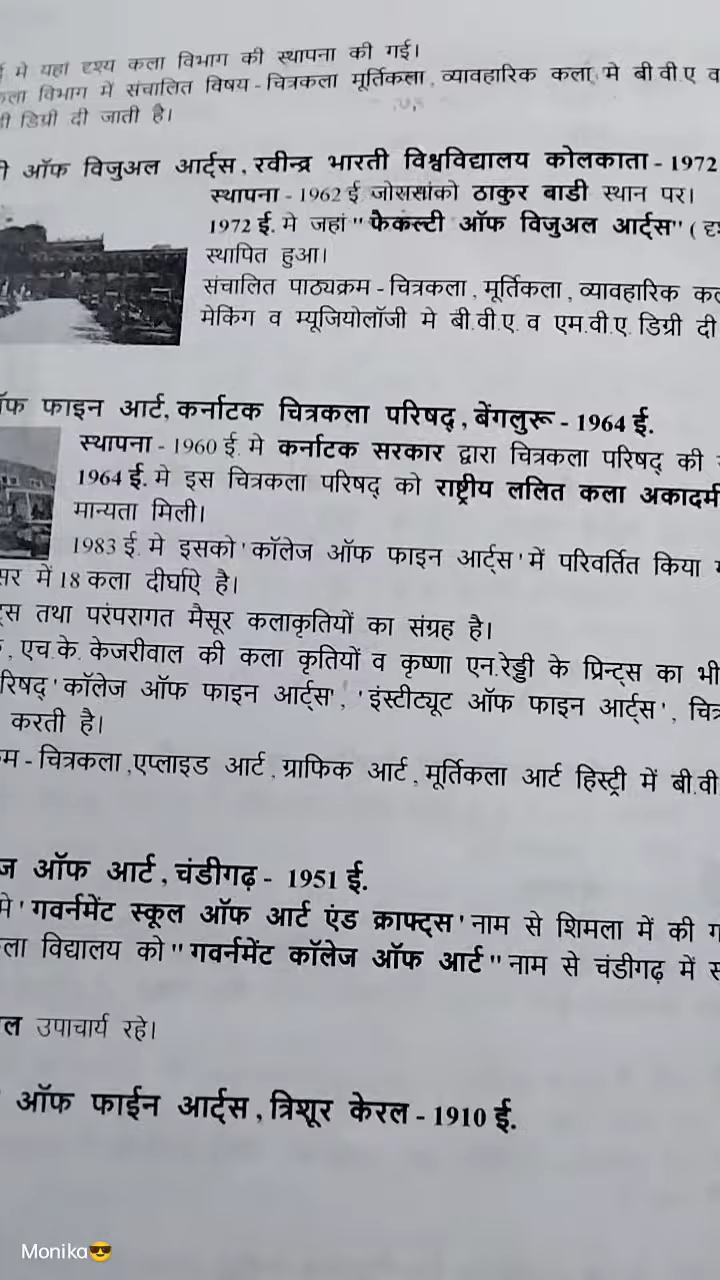 में यहां दृश्य कला विभाग की स्थापना की गई।
कला विभाग में संचालित विषय - चित्रकला मूर्तिकला, व्यावहारिक कला में बी वी.ए व
डिग्री दी जाती है।
ऑफ विजुअल आर्ट्स, रवीन्द्र भारती विश्वविद्यालय कोलकाता - 1972
स्थापना - 1962 ई. जोरासांको ठाकुर बाडी स्थान पर।
1972 ई. मे जहां "फैकल्टी ऑफ विजुअल आर्ट्स" (
स्थापित हुआ।
संचालित पाठ्यक्रम - चित्रकला, मूर्तिकला, व्यावहारिक
मेकिंग व म्यूजियोलॉजी मे बी.वी.ए. व एम.वी.ए. डिग्री दी
ऑफ फाइन आर्ट, कर्नाटक चित्रकला परिषद्, बेंगलुरू - 1964 ई.
स्थापना - 1960 ई. मे कर्नाटक सरकार द्वारा चित्रकला परिषद् की
1964 ई. मे इस चित्रकला परिषद् को राष्ट्रीय ललित कला अकादमी
मान्यता मिली।
1983 ई. मे इसको 'कॉलेज ऑफ फाइन आर्ट्स' में परिवर्तित किया
सर में 18 कला दीर्घाऐ है।
तथा परंपरागत मैसूर कलाकृतियों का संग्रह है।
, एच.के. केजरीवाल की कला कृतियों व कृष्णा एन.रेड्डी के प्रिन्ट्स का भी
रिषद् 'कॉलेज ऑफ फाइन आर्ट्स', 'इंस्टीट्यूट ऑफ फाइन आर्ट्स', चित्र
करती है।
म - चित्रकला, एप्लाइड आर्ट, ग्राफिक आर्ट, मूर्तिकला आर्ट हिस्ट्री में बी.वी
ज ऑफ आर्ट, चंडीगढ़ - 1951 ई.
मे 'गवर्नमेंट स्कूल ऑफ आर्ट एंड क्राफ्ट्स' नाम से शिमला में की
ला विद्यालय को "गवर्नमेंट कॉलेज ऑफ आर्ट" नाम से चंडीगढ़ में
ल उपाचार्य रहे।
ऑफ फाईन आर्ट्स, त्रिशूर केरल - 1910 ई.
Monika😎